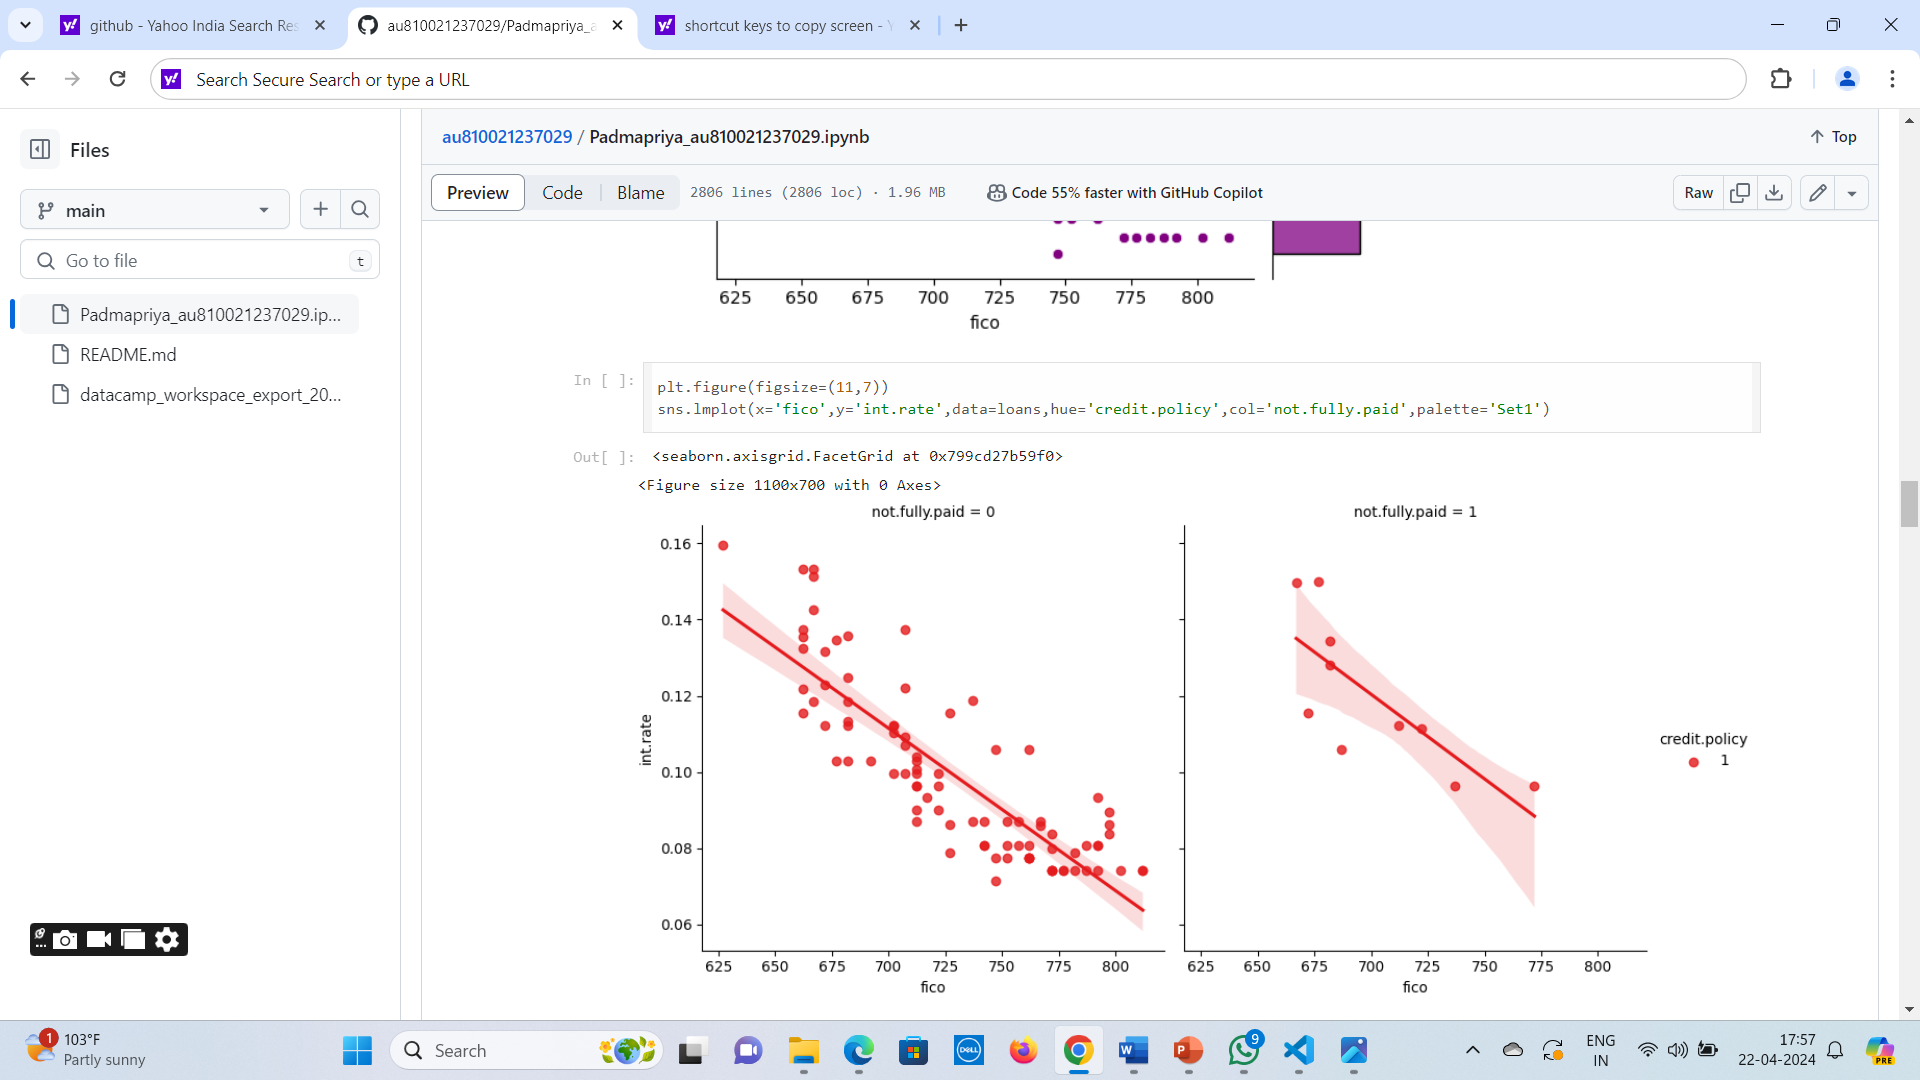 github - Yahoo India Search Res
au810021237029/Padmapriya_a
shortcut keys to copy screen - Y
Search Secure Search or type a URL
Files
au810021237029 / Padmapriya_au810021237029.ipynb
Top
main
Preview
Code
Blame
2806 lines (2806 loc) · 1.96 MB
Code 55% faster with GitHub Copilot
Raw
Go to file
t
Padmapriya_au810021237029.ip...
README.md
datacamp_workspace_export_20...
625 650 675 700 725 750 775 800
fico
In [ ]:
plt.figure(figsize=(11,7))
sns.lmplot(x='fico',y='int.rate',data=loans,hue='credit.policy',col='not.fully.paid',palette='Set1')
Out[ ]:
<seaborn.axisgrid.FacetGrid at 0x799cd27b59f0>
<Figure size 1100x700 with 0 Axes>
not.fully.paid = 0
not.fully.paid = 1
0.16
0.14
0.12
0.10
0.08
0.06
int.rate
credit.policy
1
625 650 675 700 725 750 775 800
625 650 675 700 725 750 775 800
fico
fico
1
103°F
Partly sunny
Search
DELL
W
P
9
ENG
IN
17:57
22-04-2024
PRE